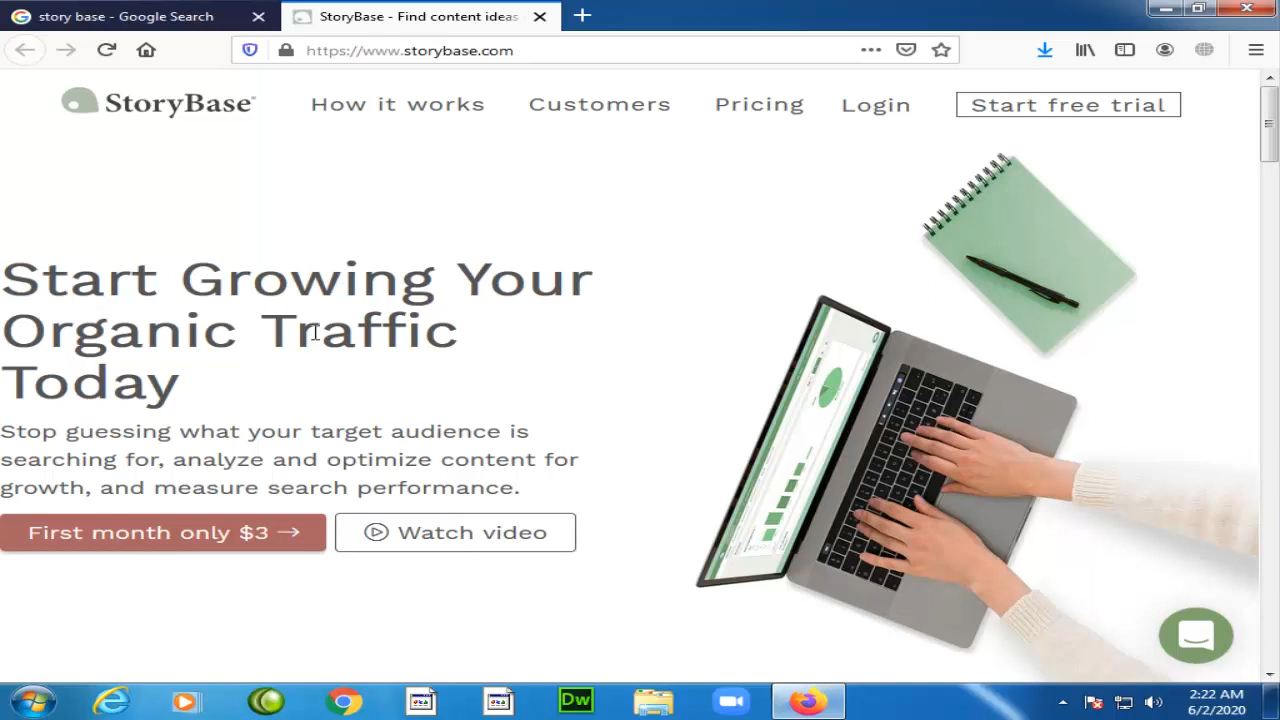 story base - Google Search
StoryBase - Find content ideas
https://www.storybase.com
StoryBase
How it works
Customers
Pricing
Login
Start free trial
Start Growing Your
Organic Traffic
Today
Stop guessing what your target audience is
searching for, analyze and optimize content for
growth, and measure search performance.
First month only $3 →
Watch video
Dw
2:22 AM
6/2/2020